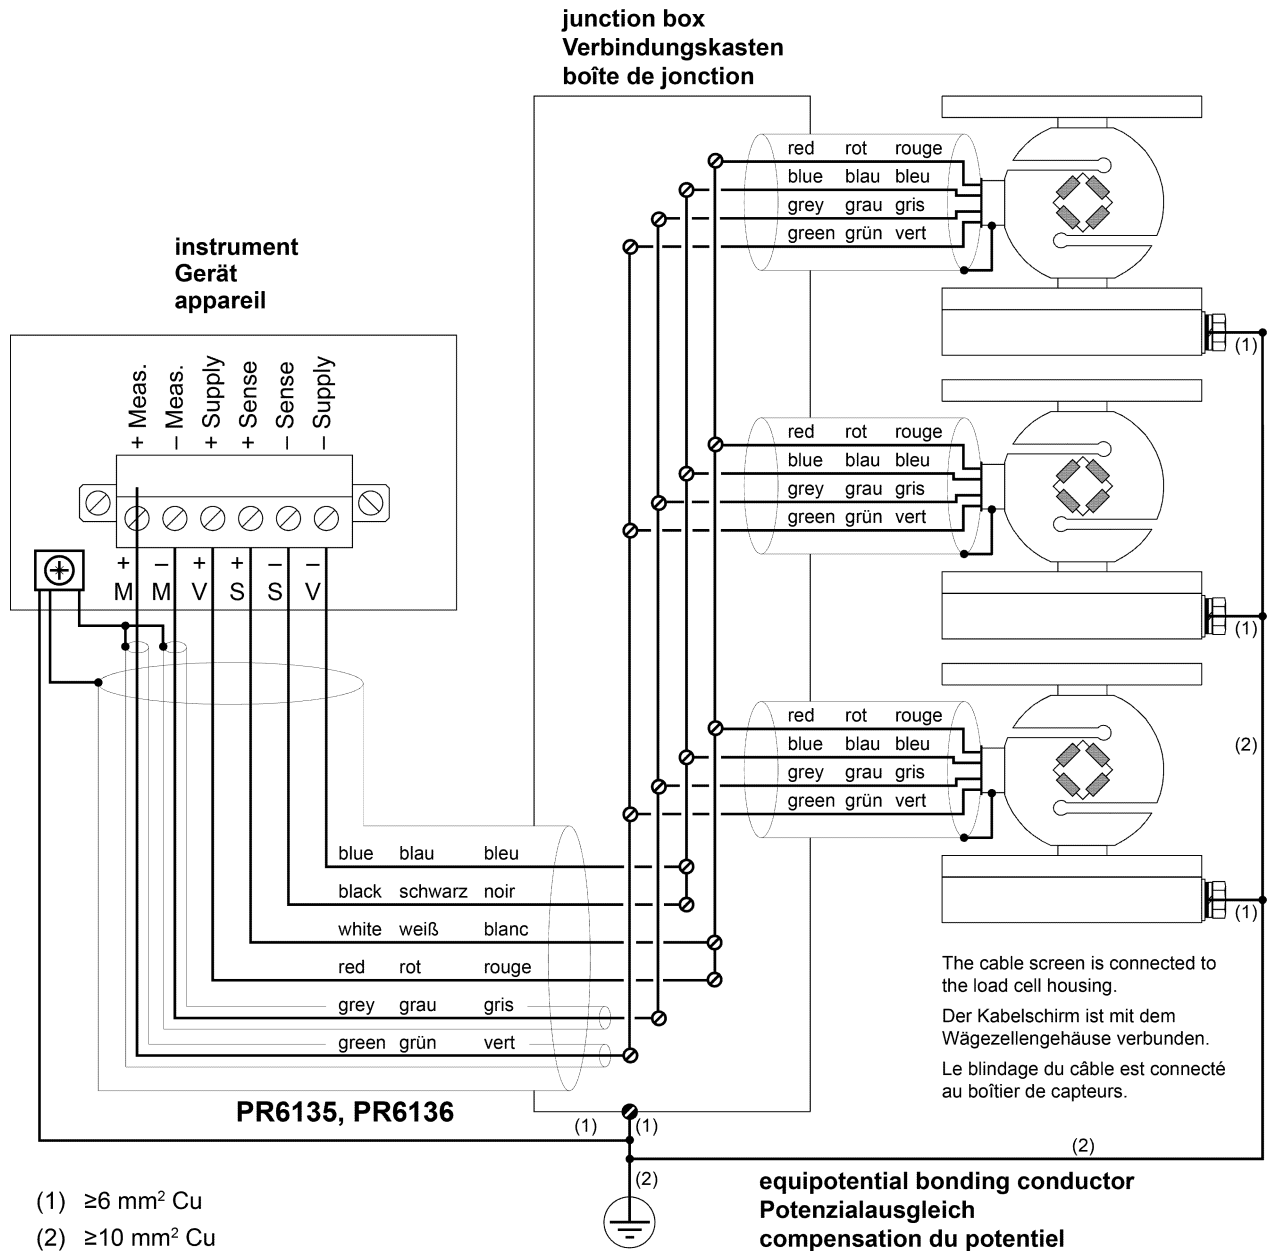 junction box
Verbindungskasten
boîte de jonction
red rot rouge
blue blau bleu
grey grau gris
green grün vert
instrument
Gerät
appareil
(1)
+ Meas.
– Meas.
+ Supply
+ Sense
– Sense
– Supply
red rot rouge
blue blau bleu
grey grau gris
green grün vert
+ – + + – –
M M V S S V
(1)
red rot rouge
blue blau bleu
grey grau gris
green grün vert
(2)
blue blau bleu
black schwarz noir
white weiß blanc
red rot rouge
grey grau gris
green grün vert
(1)
The cable screen is connected to
the load cell housing.
Der Kabelschirm ist mit dem
Wägezellengehäuse verbunden.
Le blindage du câble est connecté
au boîtier de capteurs.
PR6135, PR6136
(1) (1)
(2)
(2)
equipotential bonding conductor
Potenzialausgleich
compensation du potentiel
(1) ≥6 mm² Cu
(2) ≥10 mm² Cu